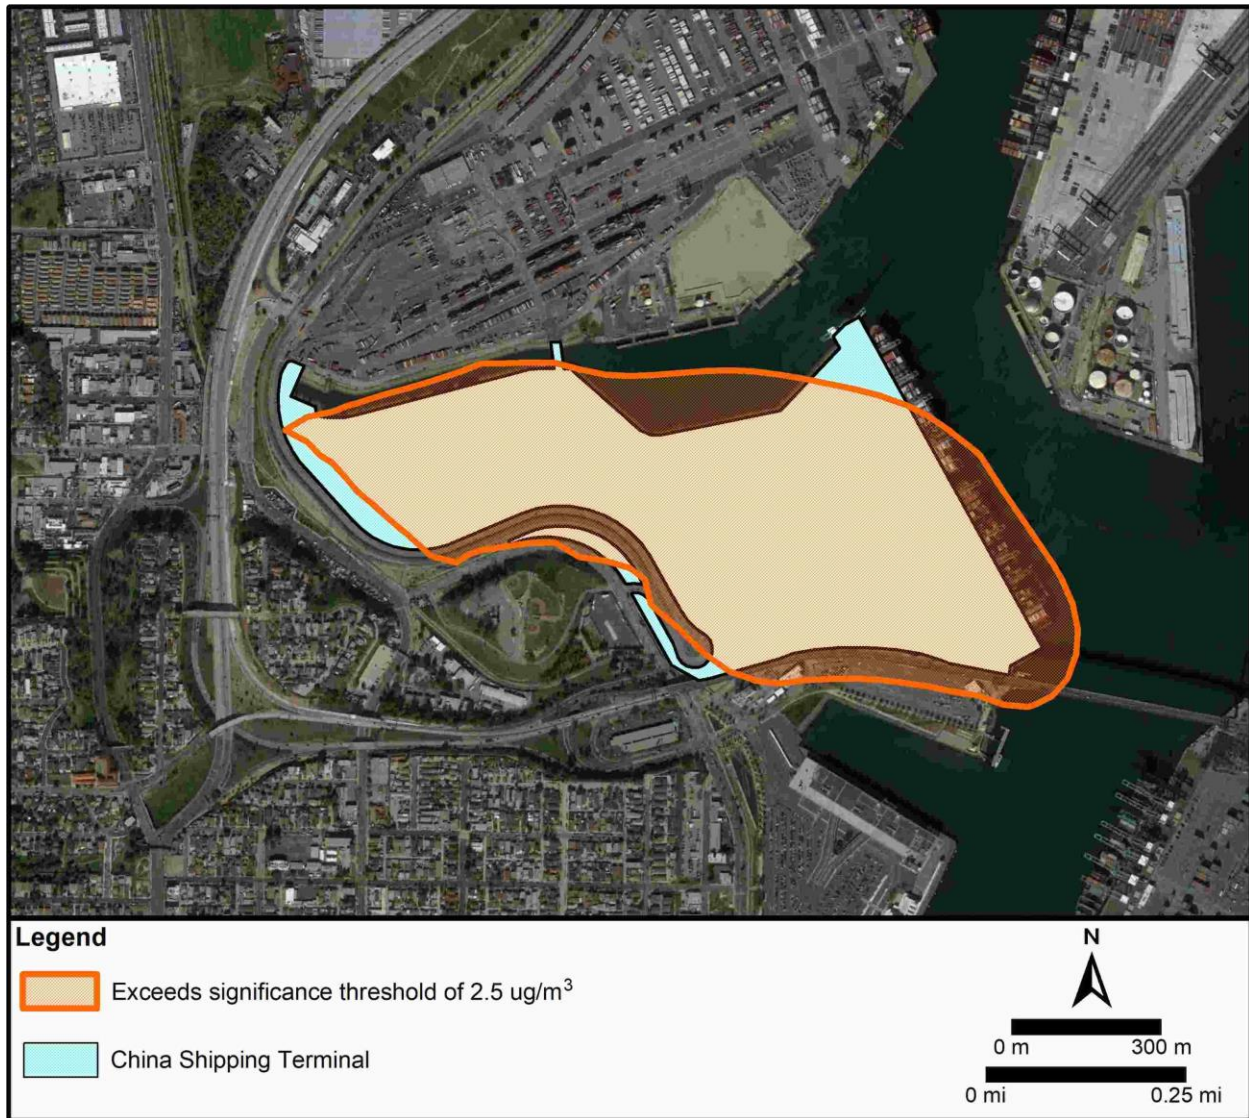 Legend
Exceeds significance threshold of 2.5 ug/m³
China Shipping Terminal
N
0 m 300 m
0 mi 0.25 mi